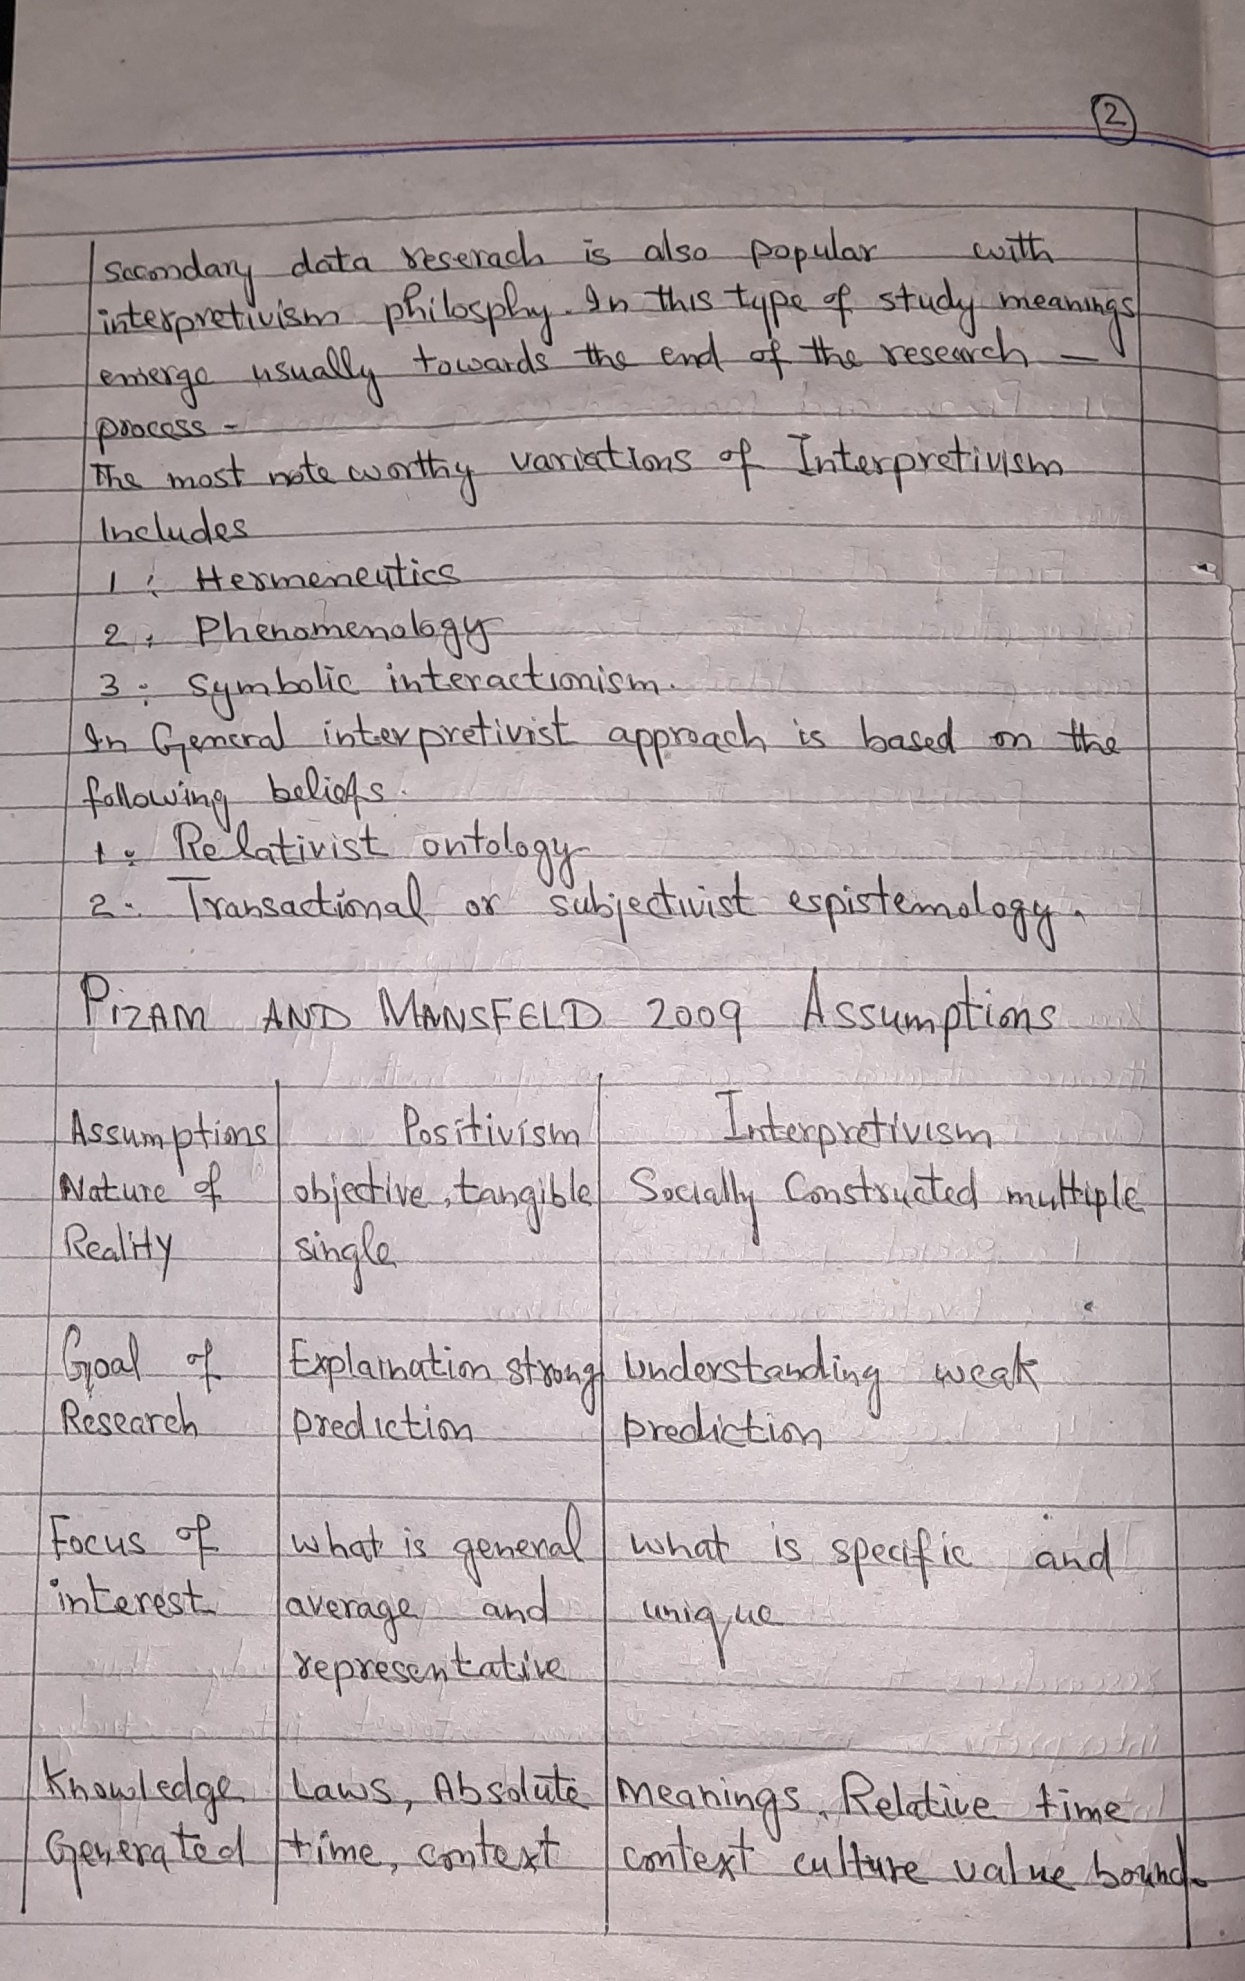 2
Secondary data reserach is also popular with
interpretivism philosphy. In this type of study meanings
emerge usually towards the end of the research –
process -
The most note worthy variations of Interpretivism
Includes
1: Hermeneutics
2: Phenomenology
3: Symbolic interactionism.
In General interpretivist approach is based on the
following beliefs.
1: Relativist ontology
2: Transactional or subjectivist espistemology.
PIZAM AND MANSFELD 2009 Assumptions
Assumptions Positivism Interpretivism
Nature of objective, tangible Socially Constructed multiple
Reality single
Goal of Explaination strong Understanding weak
Research prediction prediction
Focus of what is general what is specific and
interest average and unique
representative
Knowledge Laws, Absolute Meanings, Relative time
Generated time, context context culture value bound.